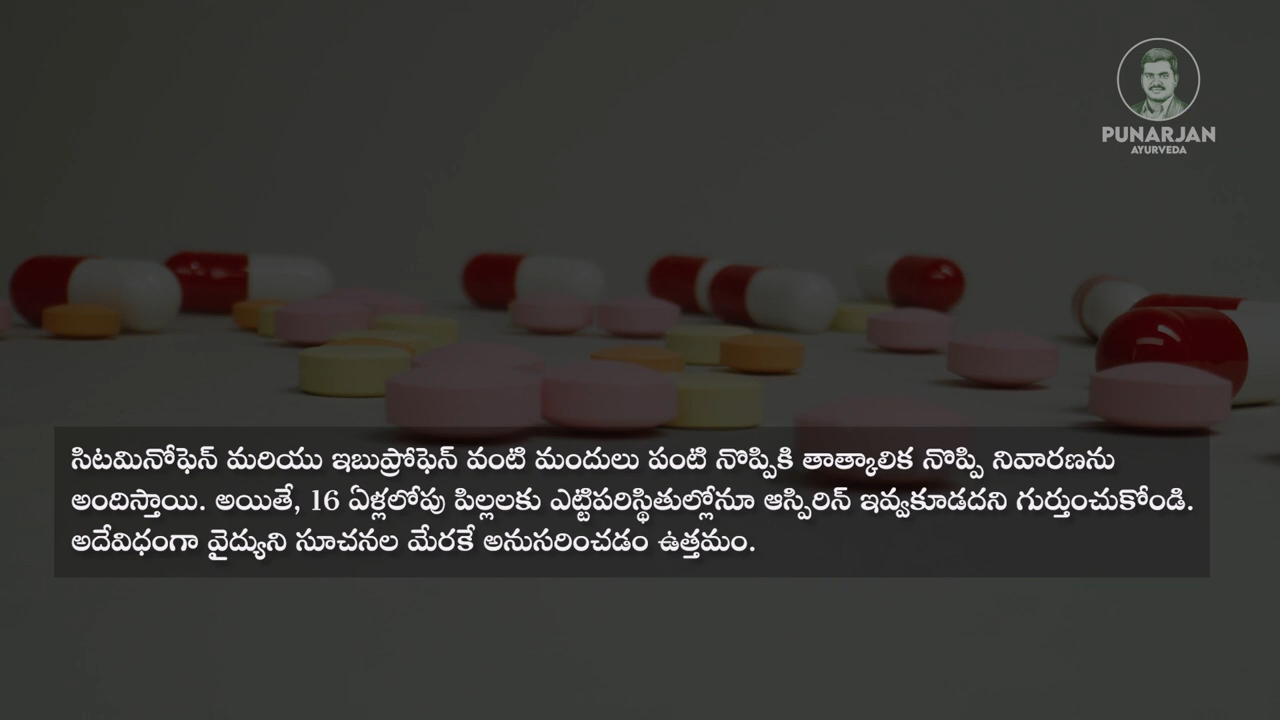 PUNARJAN
AYURVEDA
సిటమినోఫెన్ మరియు ఇబుప్రోఫెన్ వంటి మందులు పంటి నొప్పికి తాత్కాలిక నొప్పి నివారణను
అందిస్తాయి. అయితే, 16 ఏళ్లలోపు పిల్లలకు ఎట్టిపరిస్థితుల్లోనూ ఆస్పిరిన్ ఇవ్వకూడదని గుర్తుంచుకోండి.
అదేవిధంగా వైద్యుని సూచనల మేరకే అనుసరించడం ఉత్తమం.